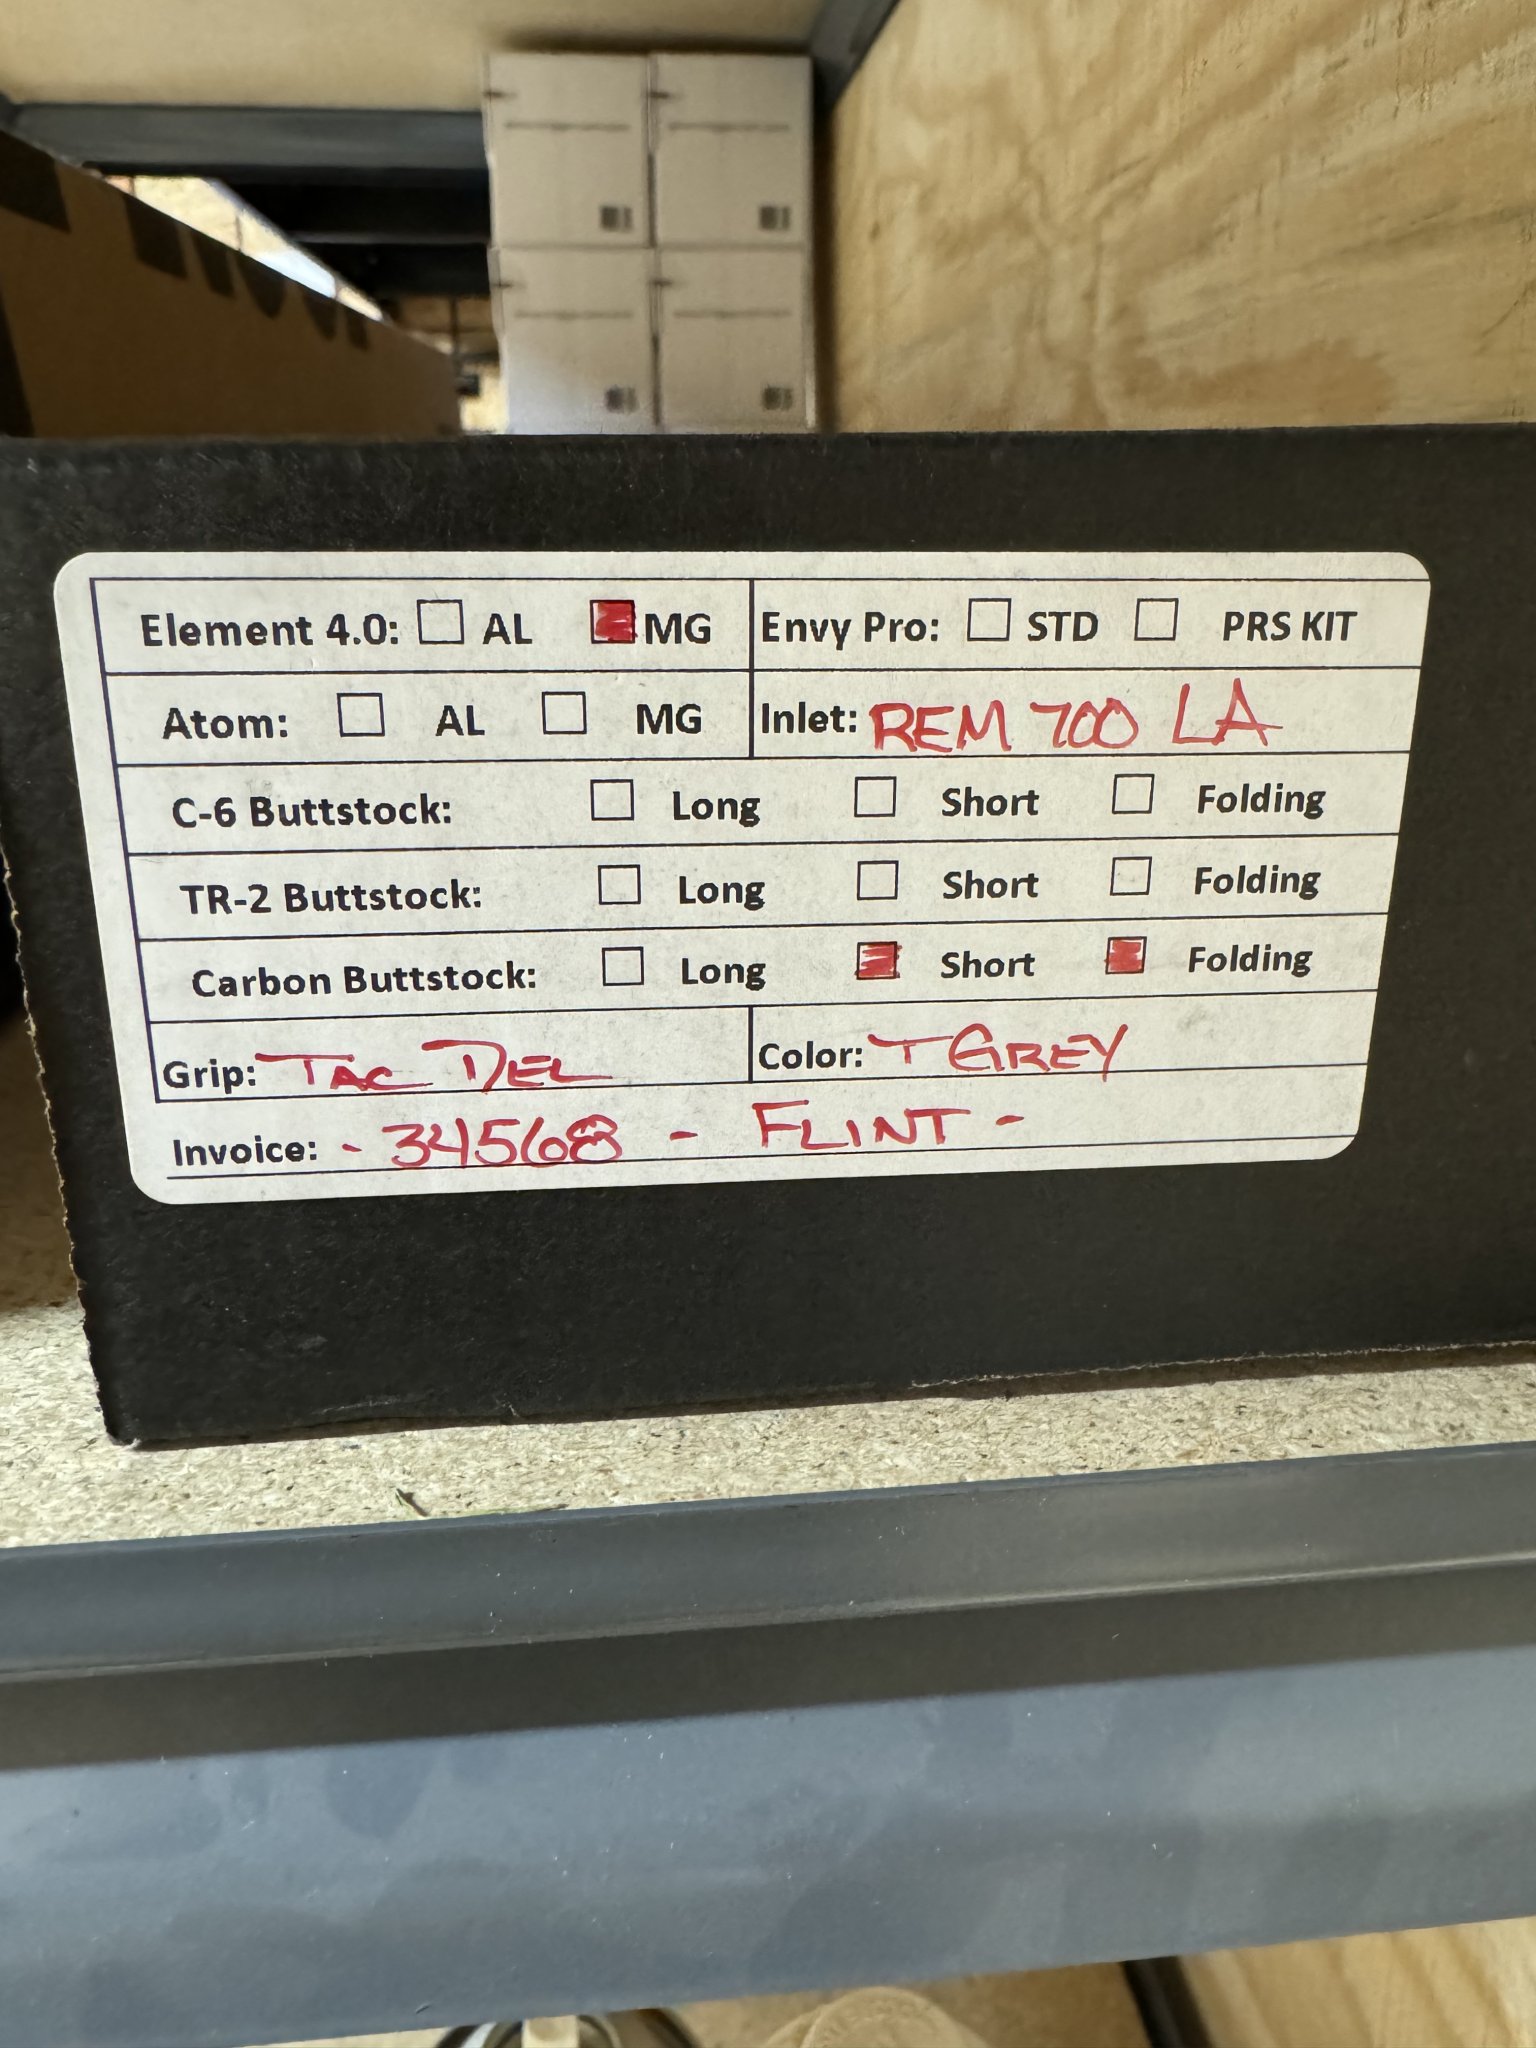 Element 4.0: AL MG Envy Pro: STD PRS KIT
Atom: AL MG Inlet: REM 700 LA
C-6 Buttstock: Long Short Folding
TR-2 Buttstock: Long Short Folding
Carbon Buttstock: Long Short Folding
Grip: TAC DEL Color: T GREY
Invoice: - 34568 - FLINT -